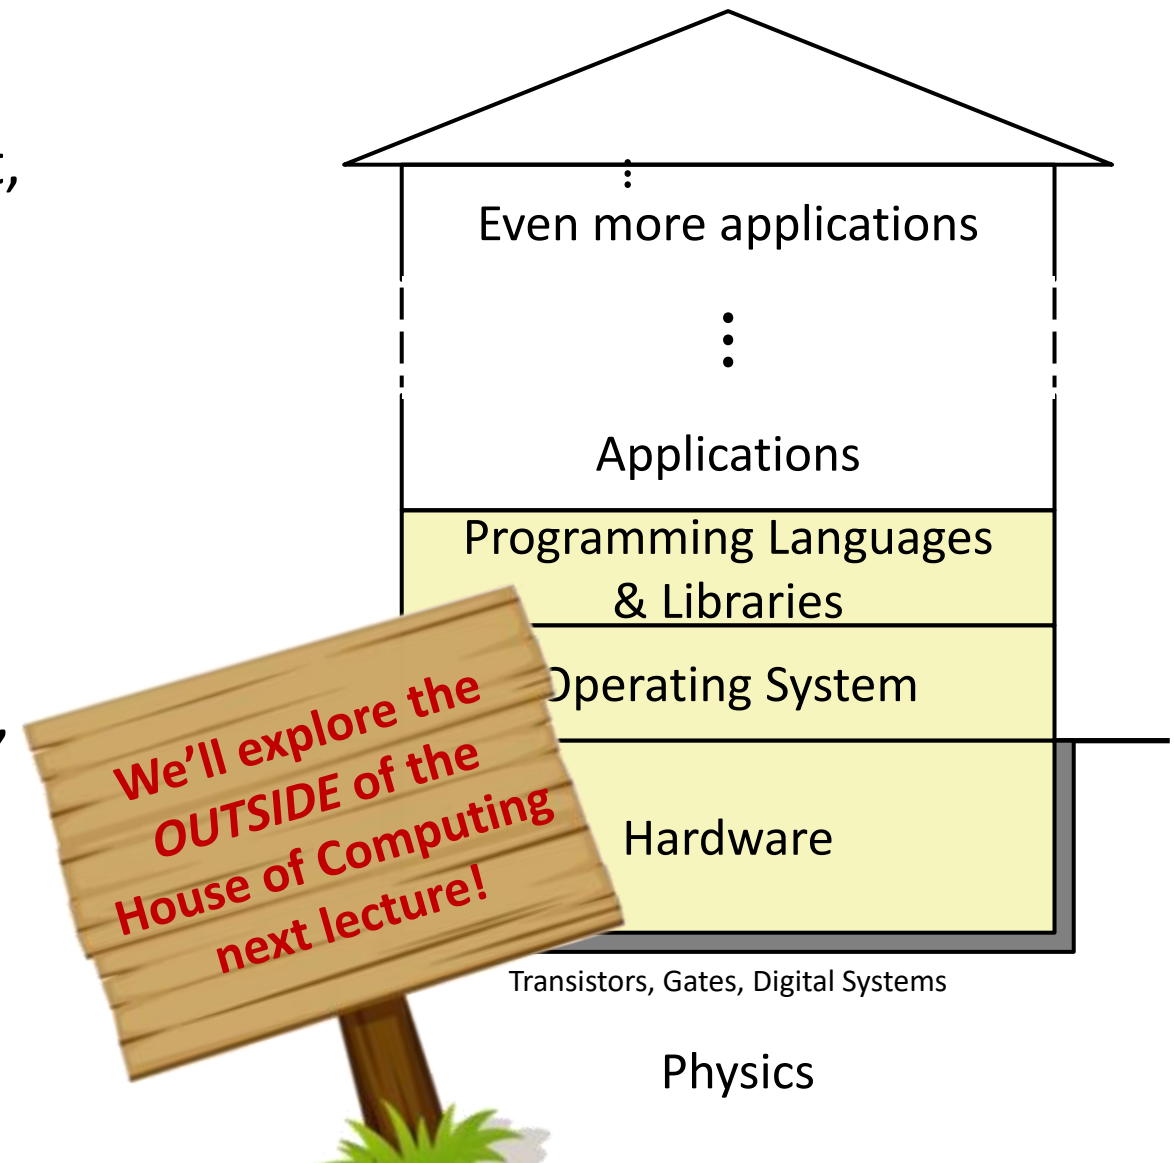 Even more applications
Applications
Programming Languages
& Libraries
Operating System
Hardware
We’ll explore the
OUTSIDE of the
House of Computing
next lecture!
Transistors, Gates, Digital Systems
Physics